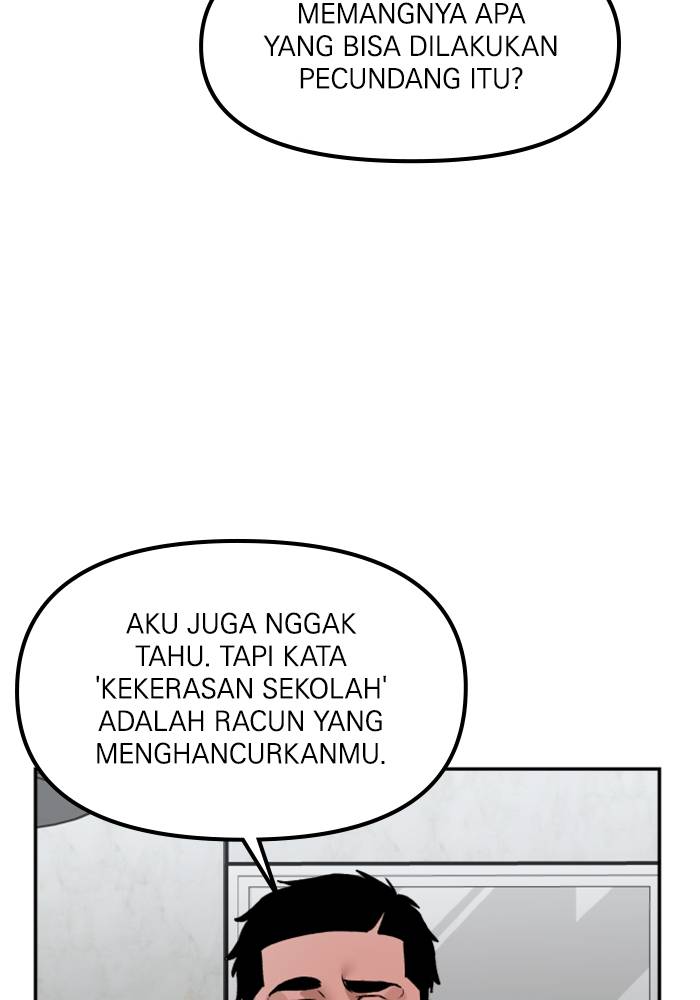 MEMANGNYA APA
YANG BISA DILAKUKAN
PECUNDANG ITU?
AKU JUGA NGGAK
TAHU. TAPI KATA
'KEKERASAN SEKOLAH'
ADALAH RACUN YANG
MENGHANCURKANMU.